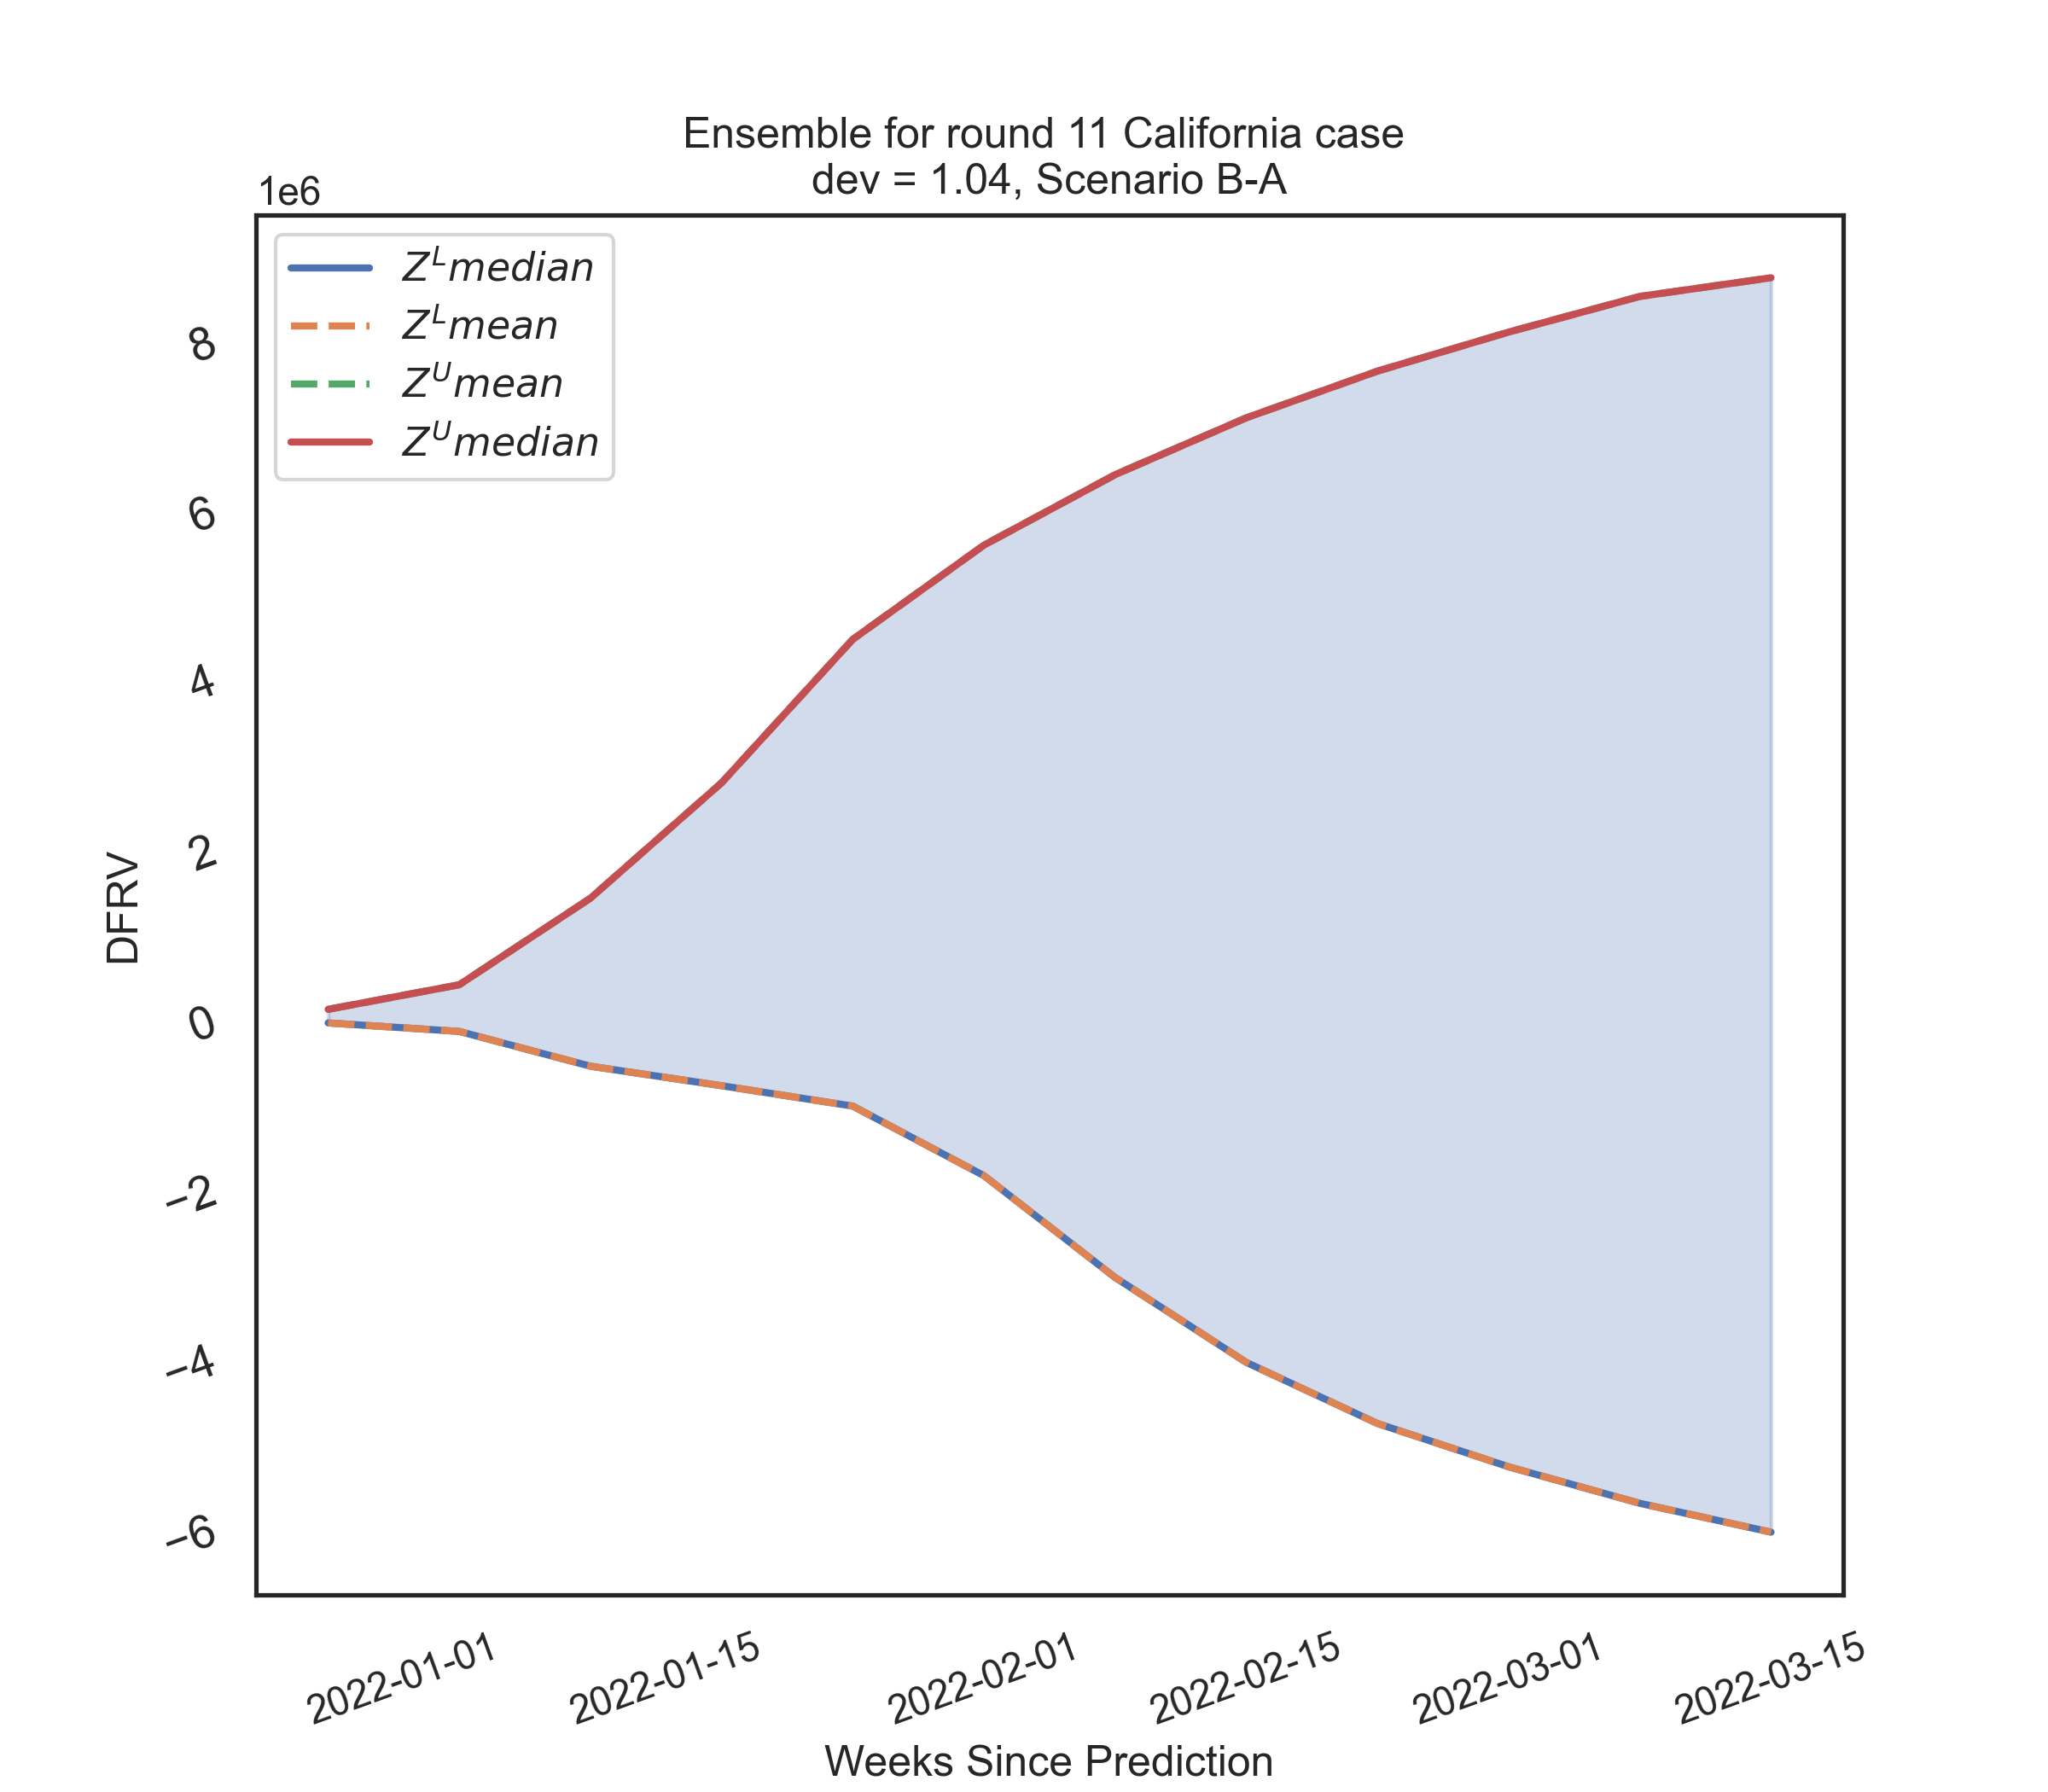 Ensemble for round 11 California case
dev = 1.04, Scenario B-A
1e6
Z^L median
Z^L mean
Z^U mean
Z^U median
8
6
4
2
0
−2
−4
−6
DFRV
2022-01-01
2022-01-15
2022-02-01
2022-02-15
2022-03-01
2022-03-15
Weeks Since Prediction